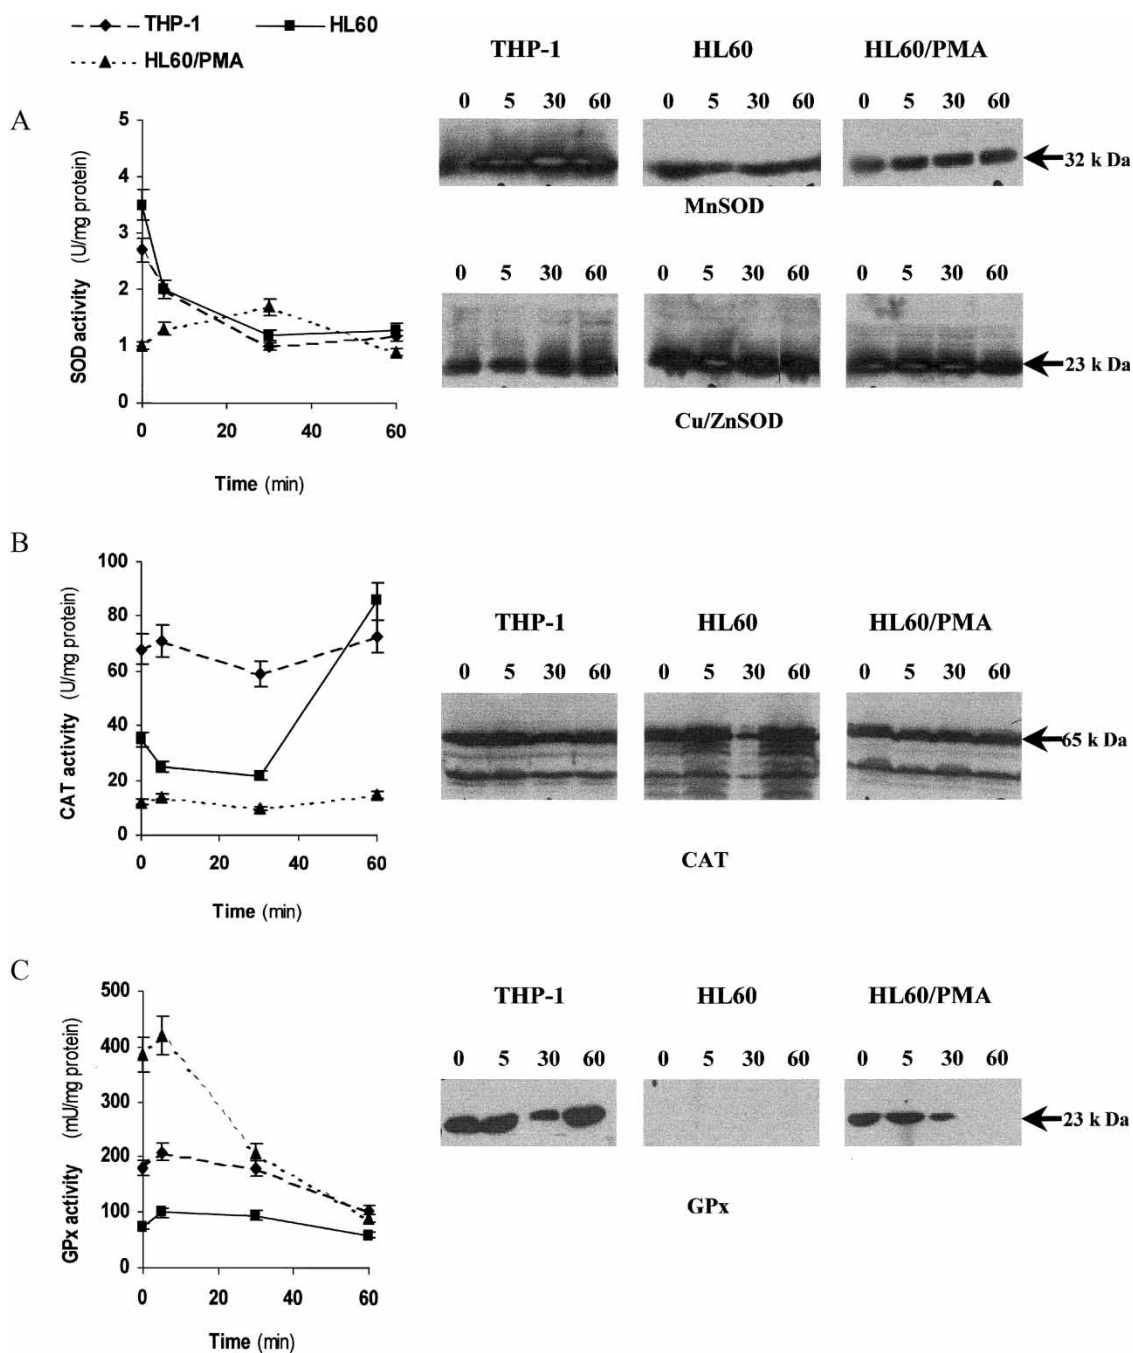 THP-1 HL60
HL60/PMA
A
5
4
3
2
1
0
SOD activity (U/mg protein)
0 20 40 60
Time (min)
THP-1 HL60 HL60/PMA
0 5 30 60 0 5 30 60 0 5 30 60
32 k Da
MnSOD
0 5 30 60 0 5 30 60 0 5 30 60
23 k Da
Cu/ZnSOD
B
100
80
60
40
20
0
CAT activity (U/mg protein)
0 20 40 60
Time (min)
THP-1 HL60 HL60/PMA
0 5 30 60 0 5 30 60 0 5 30 60
65 k Da
CAT
C
500
400
300
200
100
0
GPx activity (mU/mg protein)
0 20 40 60
Time (min)
THP-1 HL60 HL60/PMA
0 5 30 60 0 5 30 60 0 5 30 60
23 k Da
GPx